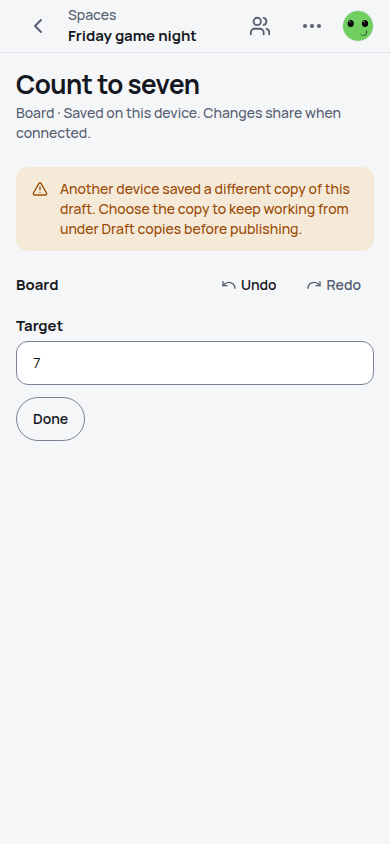 Spaces
Friday game night
Count to seven
Board · Saved on this device. Changes share when
connected.
Another device saved a different copy of this
draft. Choose the copy to keep working from
under Draft copies before publishing.
Board
Undo
Redo
Target
7
Done